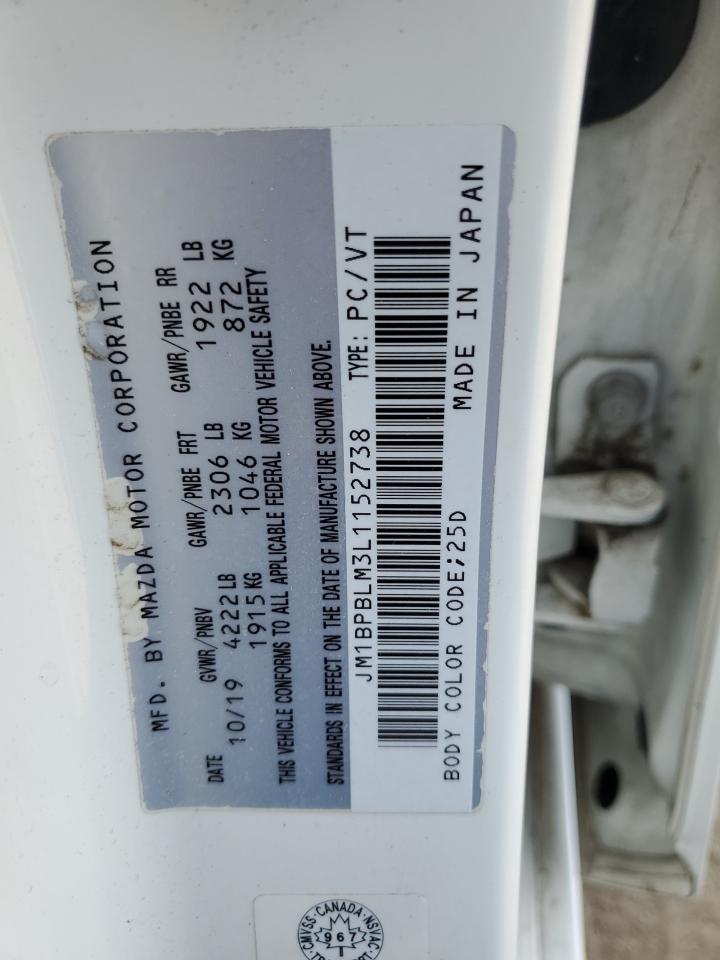 MFD. BY MAZDA MOTOR CORPORATION
DATE GVWR/PNBV GAWR/PNBE FRT GAWR/PNBE RR
10/19 4222 LB 2306 LB 1922 LB
1915 KG 1046 KG 872 KG
THIS VEHICLE CONFORMS TO ALL APPLICABLE FEDERAL MOTOR VEHICLE SAFETY
STANDARDS IN EFFECT ON THE DATE OF MANUFACTURE SHOWN ABOVE.
JM1BPBLM3L1152738 TYPE: PC/VT
BODY COLOR CODE;25D MADE IN JAPAN
CMVSS · CANADA · NSVAC
967